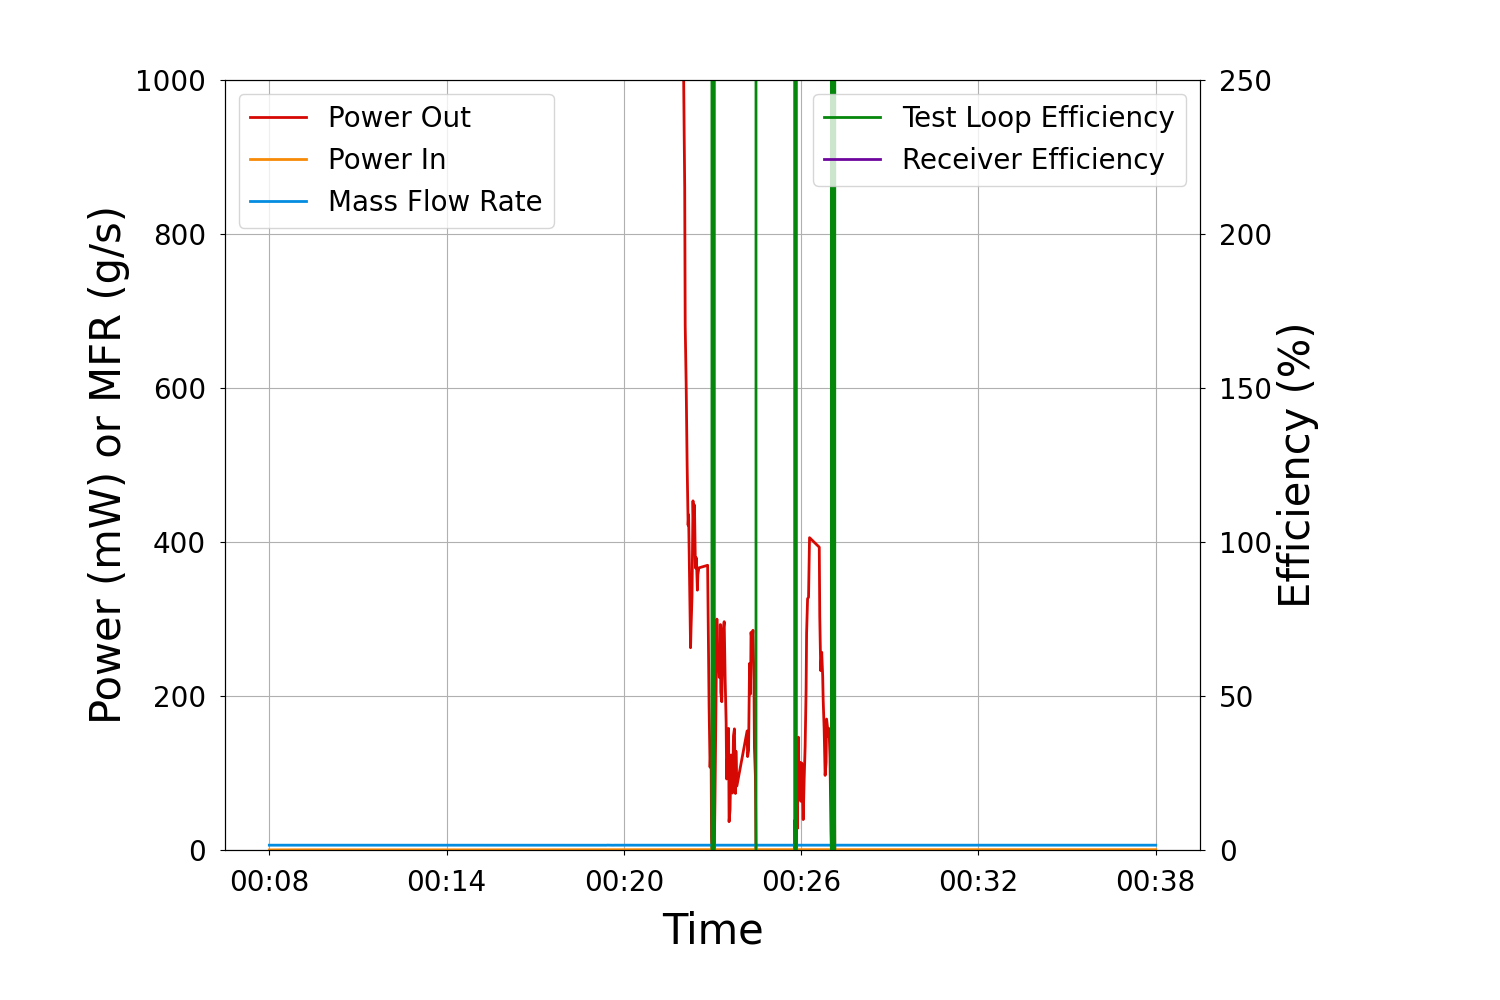 1000
800
600
400
200
0
Power (mW) or MFR (g/s)
Power Out
Power In
Mass Flow Rate
Test Loop Efficiency
Receiver Efficiency
250
200
150
100
50
0
Efficiency (%)
00:08 00:14 00:20 00:26 00:32 00:38
Time